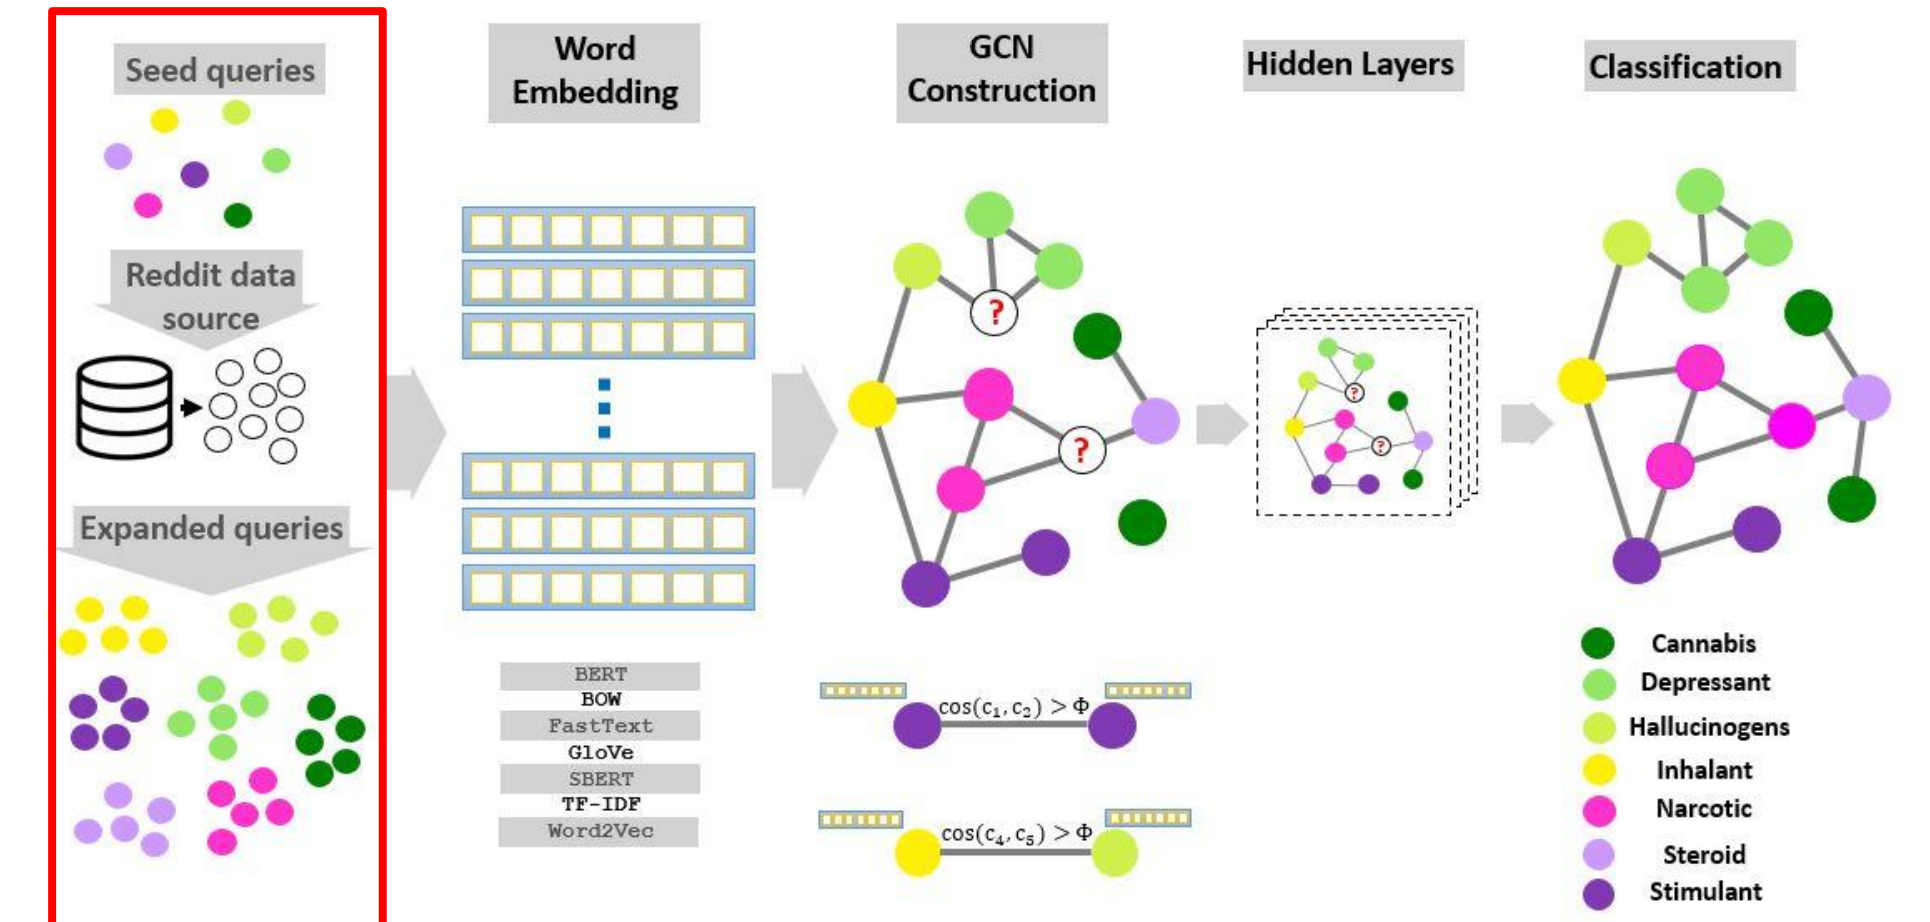 Seed queries
Reddit data
source
Expanded queries
Word
Embedding
BERT
BOW
FastText
GloVe
SBERT
TF-IDF
Word2Vec
GCN
Construction
?
?
cos(c₁,c₂) > Φ
cos(c₄,c₅) > Φ
Hidden Layers
?
?
Classification
Cannabis
Depressant
Hallucinogens
Inhalant
Narcotic
Steroid
Stimulant